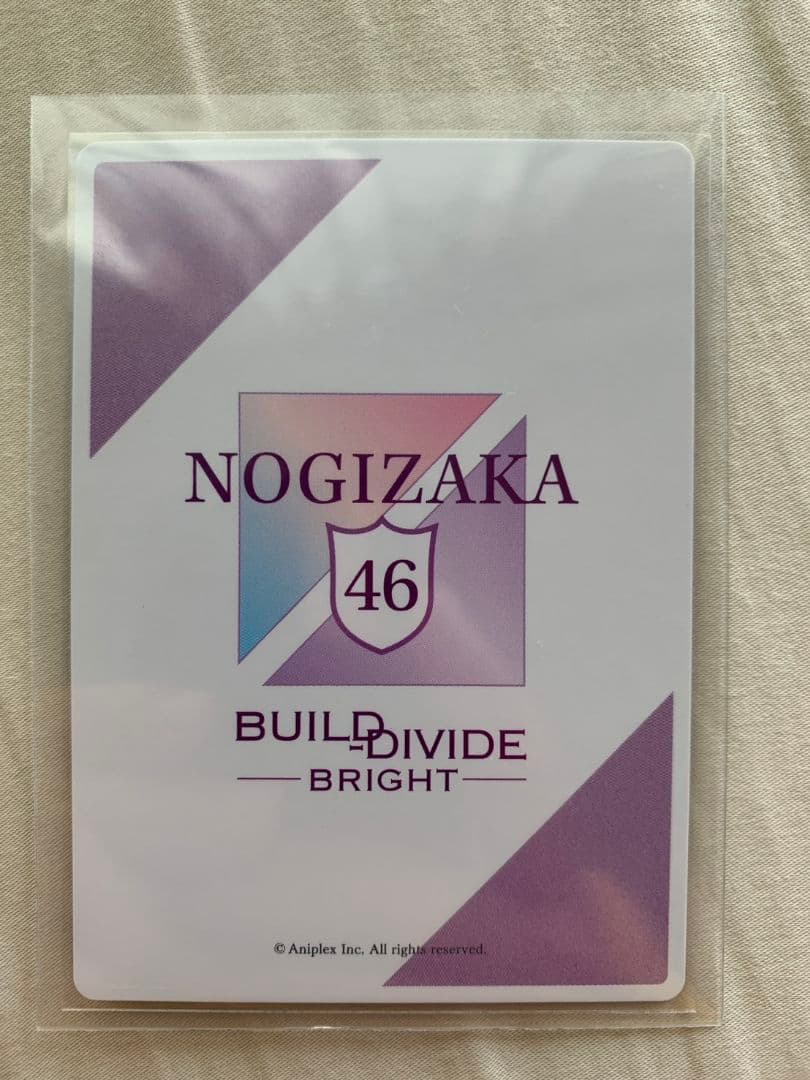 NOGIZAKA
46
BUILD-DIVIDE
BRIGHT
© Aniplex Inc. All rights reserved.